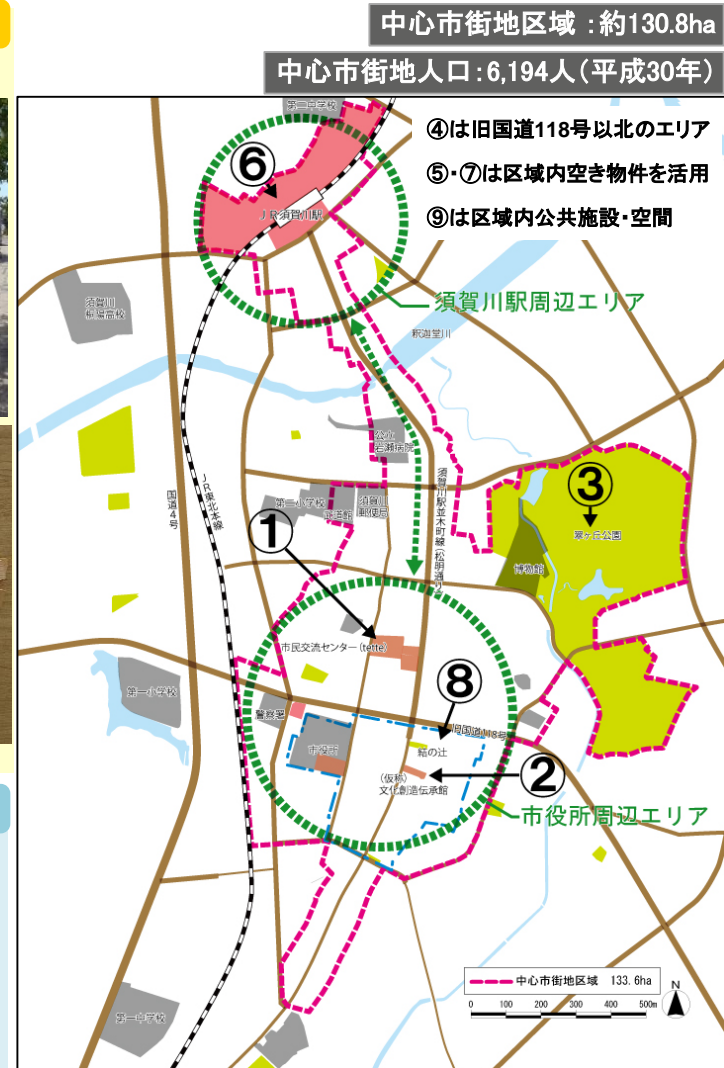 中心市街地区域：約130.8ha
中心市街地人口：6,194人（平成30年）
④は旧国道118号以北のエリア
⑤・⑦は区域内空き物件を活用
⑨は区域内公共施設・空間
第二中学校
⑥
JR須賀川駅
須賀川駅周辺エリア
須賀川
桐陽高校
釈迦堂川
公立
岩瀬病院
須賀川駅並木町線(松明通り)
JR東北本線
国道4号
第二小学校
須賀川
郵便局
①
③
翠ヶ丘公園
博物館
市民交流センター(tette)
⑧
第一小学校
警察署
旧国道118号
市役所
結の辻
②
(仮称)
文化創造伝承館
市役所周辺エリア
中心市街地区域 133.6ha
N
0 100 200 300 400 500m
第一中学校